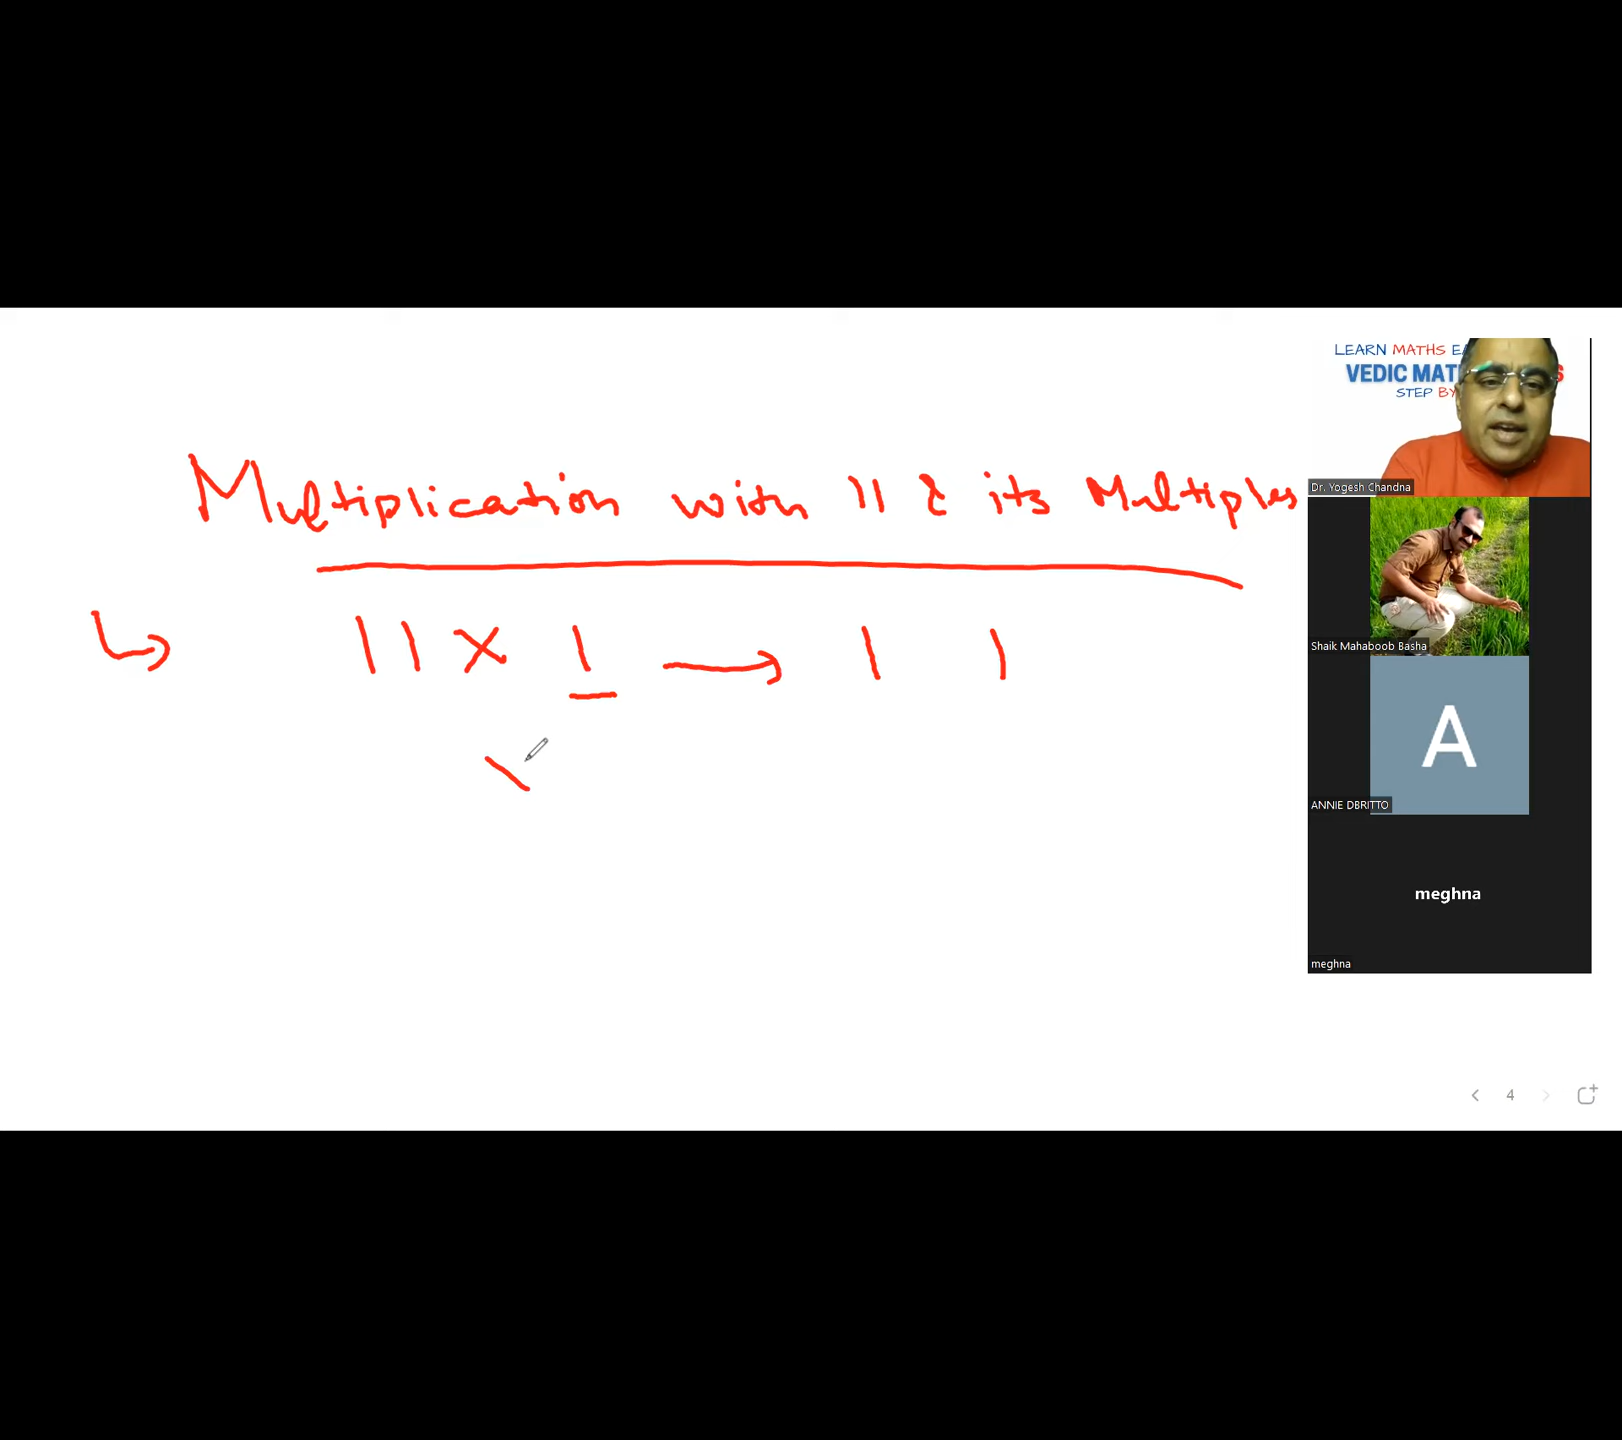 LEARN MATHS EA
VEDIC MAT S
STEP BY
Multiplication with 11 & its Multiples
Dr. Yogesh Chandna
↳ 11 × 1 → 1 1
Shaik Mahaboob Basha
A
ANNIE DBRITTO
meghna
meghna
< 4 >